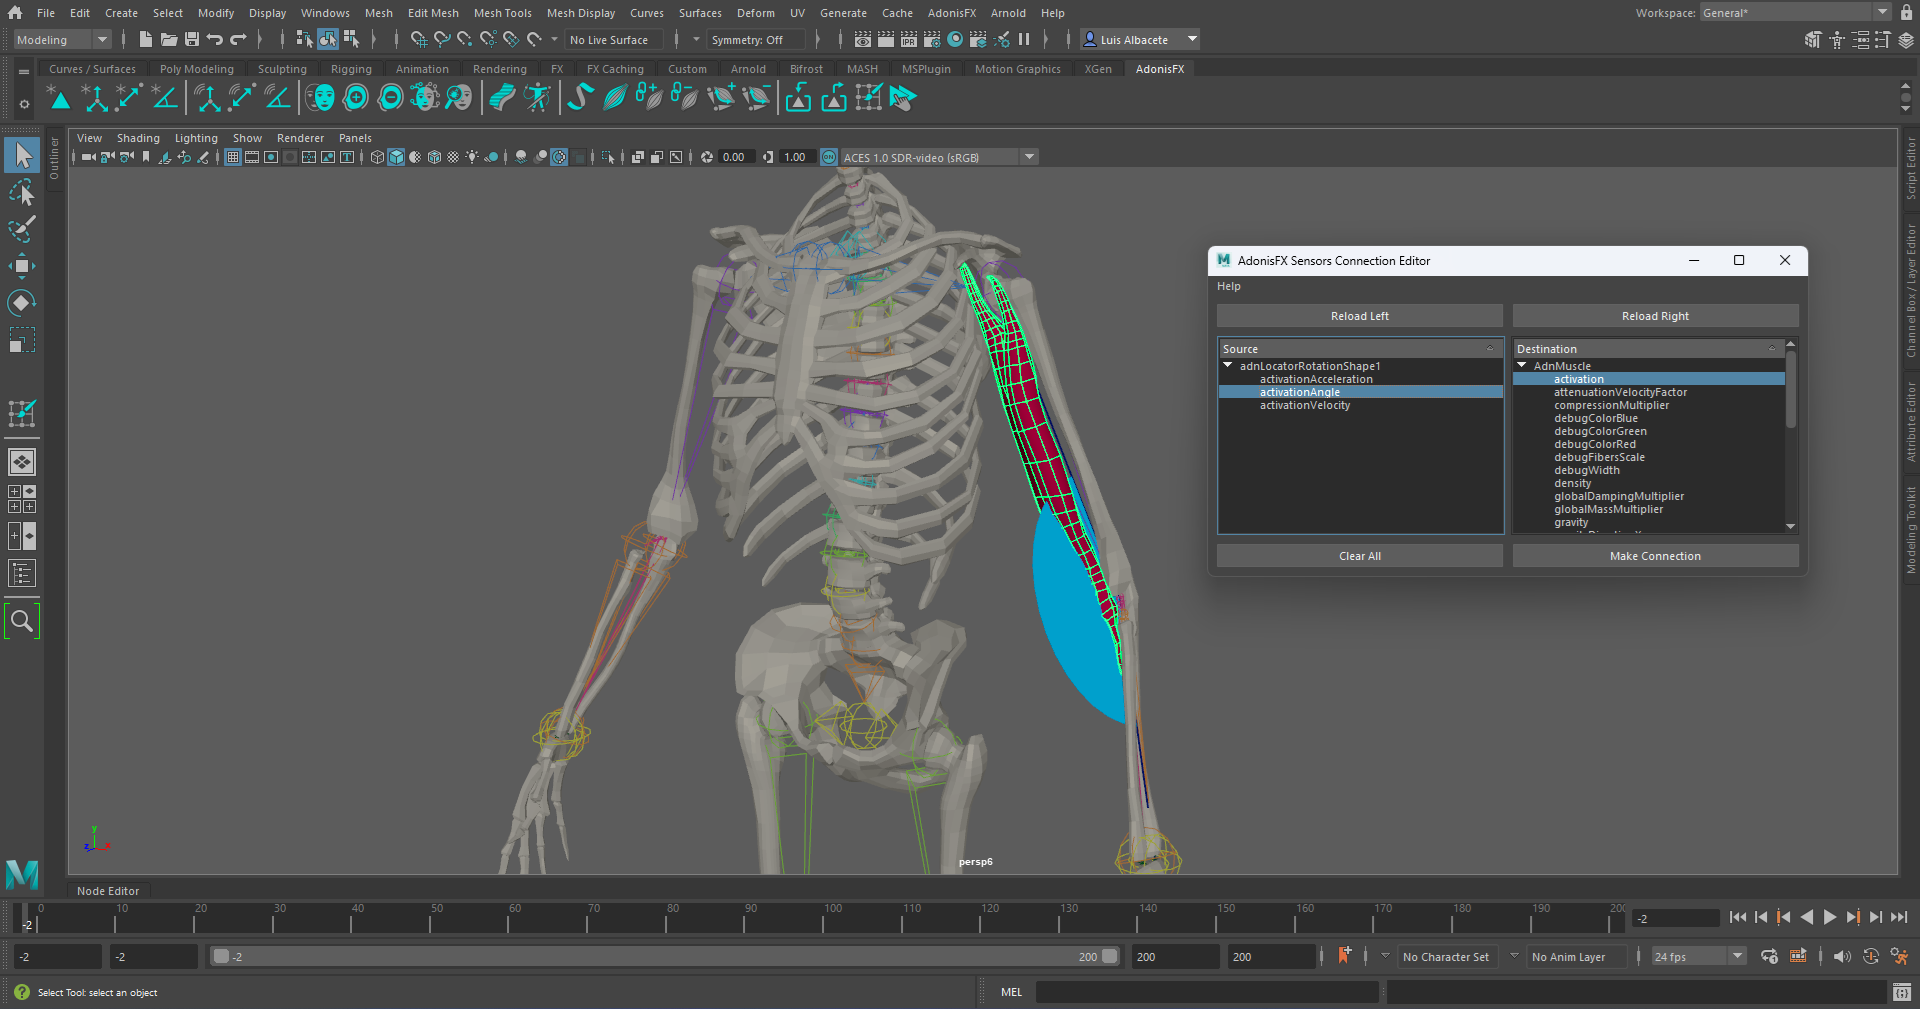 File Edit Create Select Modify Display Windows Mesh Edit Mesh Mesh Tools Mesh Display Curves Surfaces Deform UV Generate Cache AdonisFX Arnold Help Workspace: General*
Modeling No Live Surface Symmetry: Off IPR Luis Albacete
Curves / Surfaces Poly Modeling Sculpting Rigging Animation Rendering FX FX Caching Custom Arnold Bifrost MASH MSPlugin Motion Graphics XGen AdonisFX
View Shading Lighting Show Renderer Panels
0.00 1.00 ON ACES 1.0 SDR-video (sRGB)
Outliner
Script Editor
Channel Box / Layer Editor
Attribute Editor
Modeling Toolkit
M AdonisFX Sensors Connection Editor
Help
Reload Left Reload Right
Source Destination
adnLocatorRotationShape1 AdnMuscle
activationAcceleration activation
activationAngle attenuationVelocityFactor
activationVelocity compressionMultiplier
debugColorBlue
debugColorGreen
debugColorRed
debugFibersScale
debugWidth
density
globalDampingMultiplier
globalMassMultiplier
gravity
Clear All Make Connection
y
z x
persp6
M
Node Editor
0 10 20 30 40 50 60 70 80 90 100 110 120 130 140 150 160 170 180 190 200
-2 -2
-2 -2 -2 200 200 200 No Character Set No Anim Layer 24 fps
? Select Tool: select an object MEL